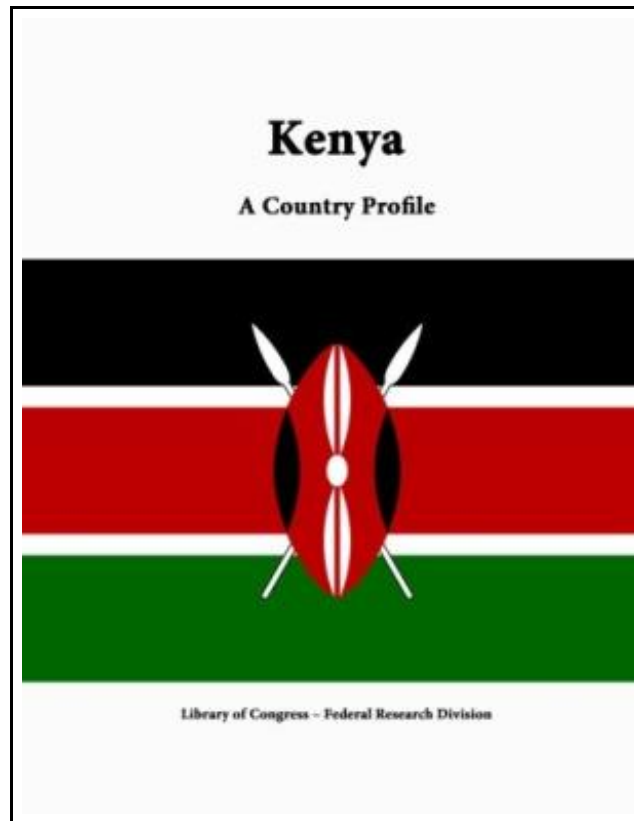 Kenya
A Country Profile
Library of Congress – Federal Research Division